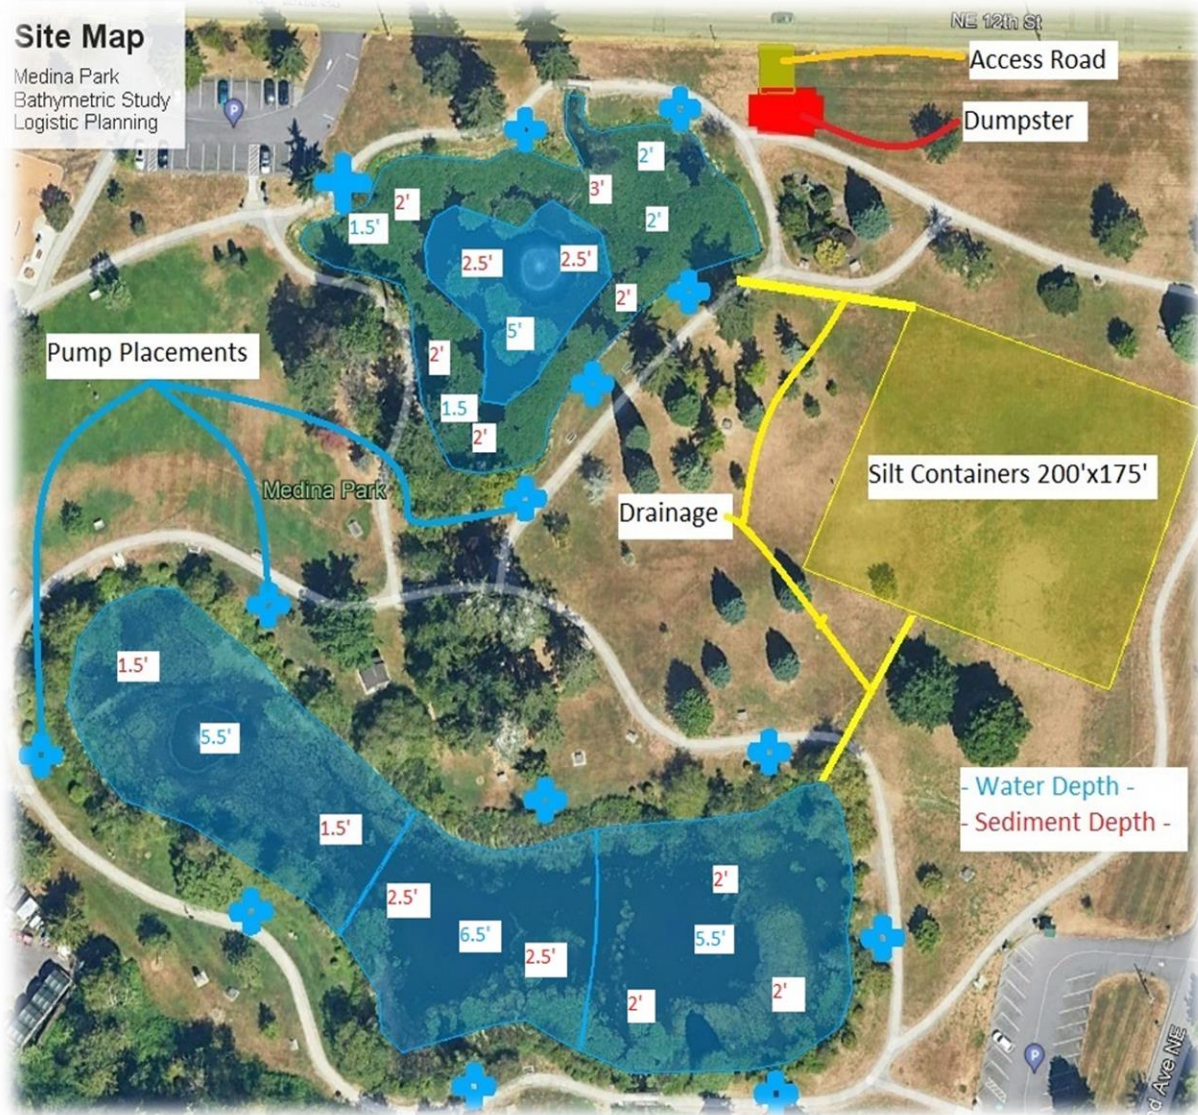 Site Map
Medina Park
Bathymetric Study
Logistic Planning
NE 12th St
Access Road
Dumpster
P
2'
3'
2'
1.5'
2'
2.5'
2.5'
2'
5'
2'
1.5
2'
Pump Placements
Medina Park
Silt Containers 200'x175'
Drainage
1.5'
5.5'
1.5'
- Water Depth -
- Sediment Depth -
2.5'
6.5'
2.5'
2'
5.5'
2'
2'
P
d Ave NE